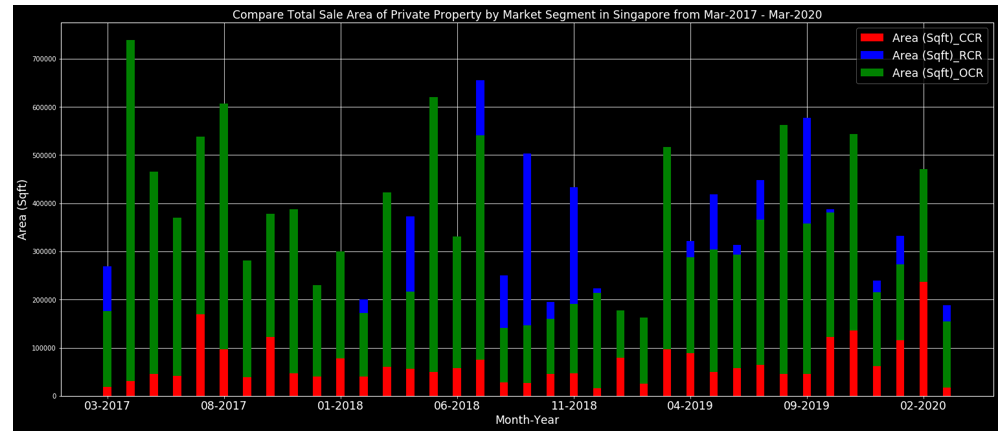 Compare Total Sale Area of Private Property by Market Segment in Singapore from Mar-2017 - Mar-2020
Area (Sqft)_CCR
Area (Sqft)_RCR
Area (Sqft)_OCR
700000
600000
500000
400000
300000
200000
100000
0
Area (Sqft)
03-2017 08-2017 01-2018 06-2018 11-2018 04-2019 09-2019 02-2020
Month-Year